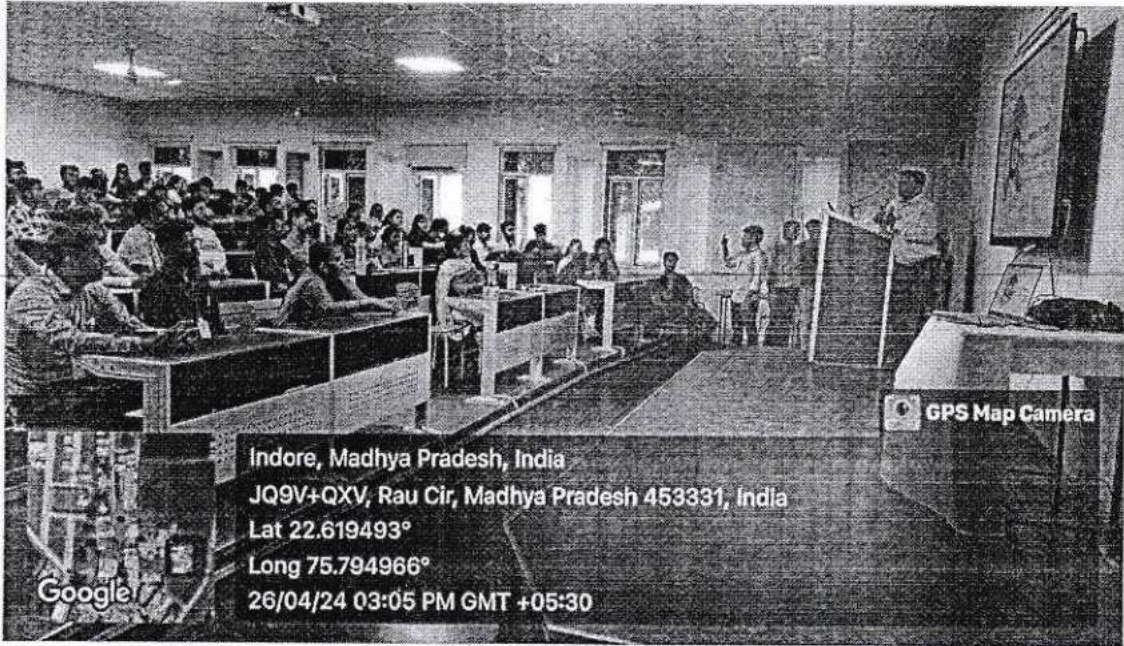 GPS Map Camera
Indore, Madhya Pradesh, India
JQ9V+QXV, Rau Cir, Madhya Pradesh 453331, India
Lat 22.619493°
Long 75.794966°
26/04/24 03:05 PM GMT +05:30
Google